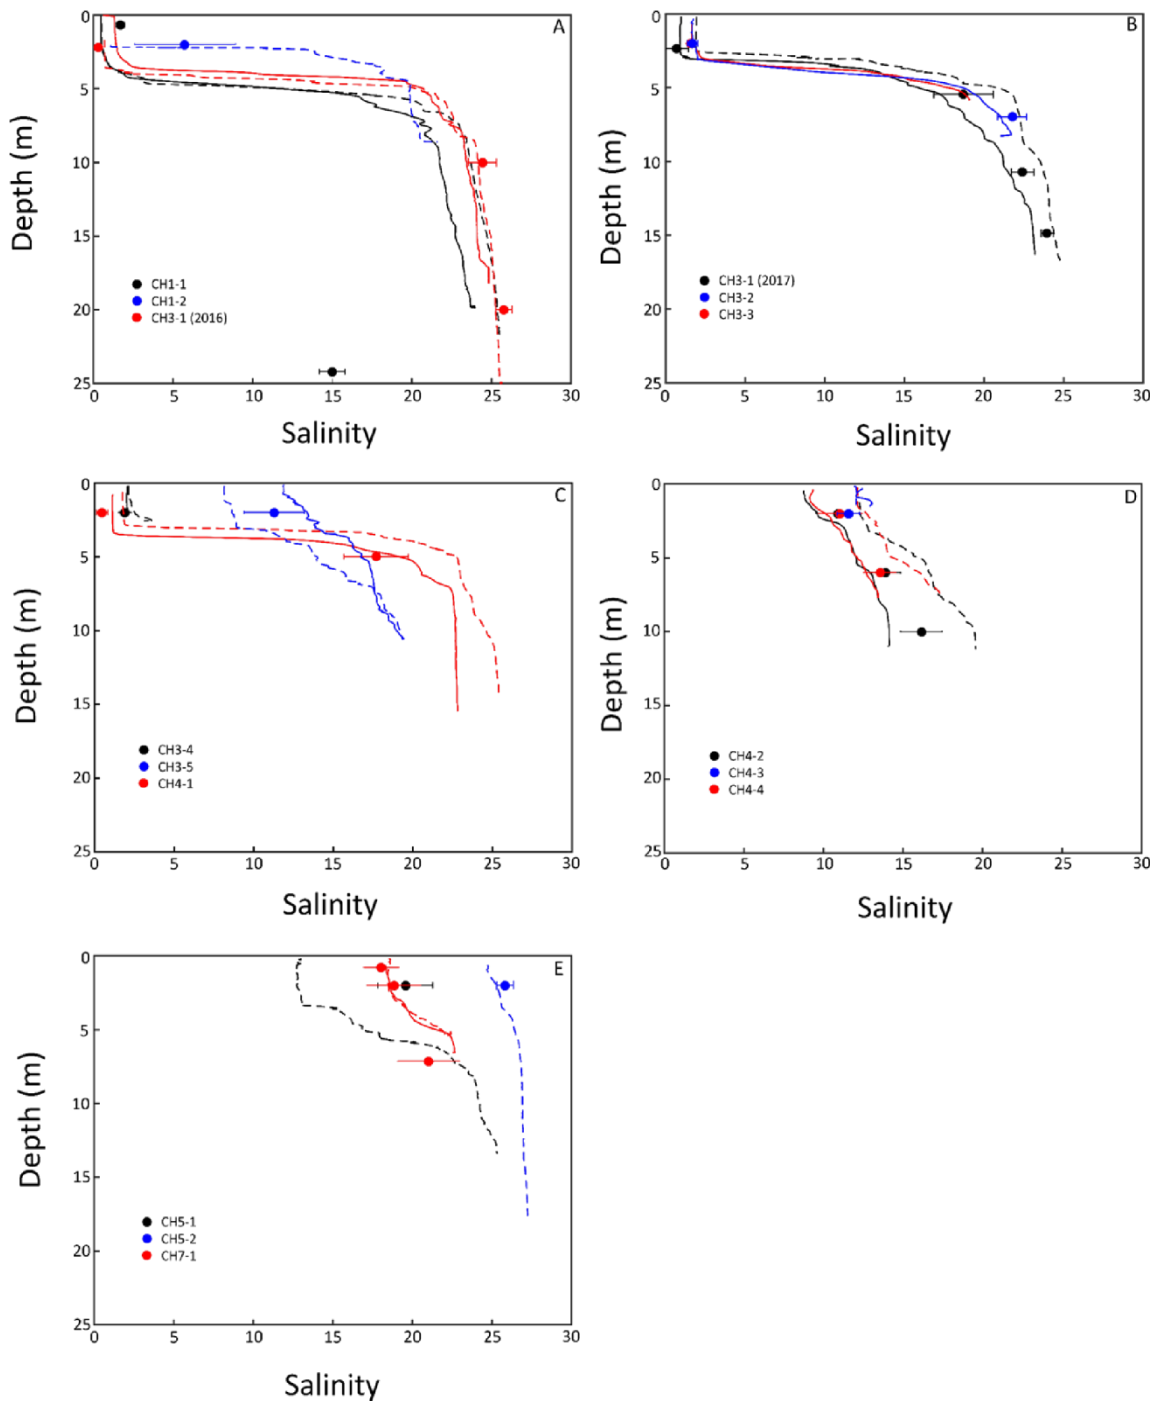 A
0
5
10
15
20
25
0 5 10 15 20 25 30
Depth (m)
Salinity
CH1-1
CH1-2
CH3-1 (2016)
B
0
5
10
15
20
25
0 5 10 15 20 25 30
Depth (m)
Salinity
CH3-1 (2017)
CH3-2
CH3-3
C
0
5
10
15
20
25
0 5 10 15 20 25 30
Depth (m)
Salinity
CH3-4
CH3-5
CH4-1
D
0
5
10
15
20
25
0 5 10 15 20 25 30
Depth (m)
Salinity
CH4-2
CH4-3
CH4-4
E
0
5
10
15
20
25
0 5 10 15 20 25 30
Depth (m)
Salinity
CH5-1
CH5-2
CH7-1